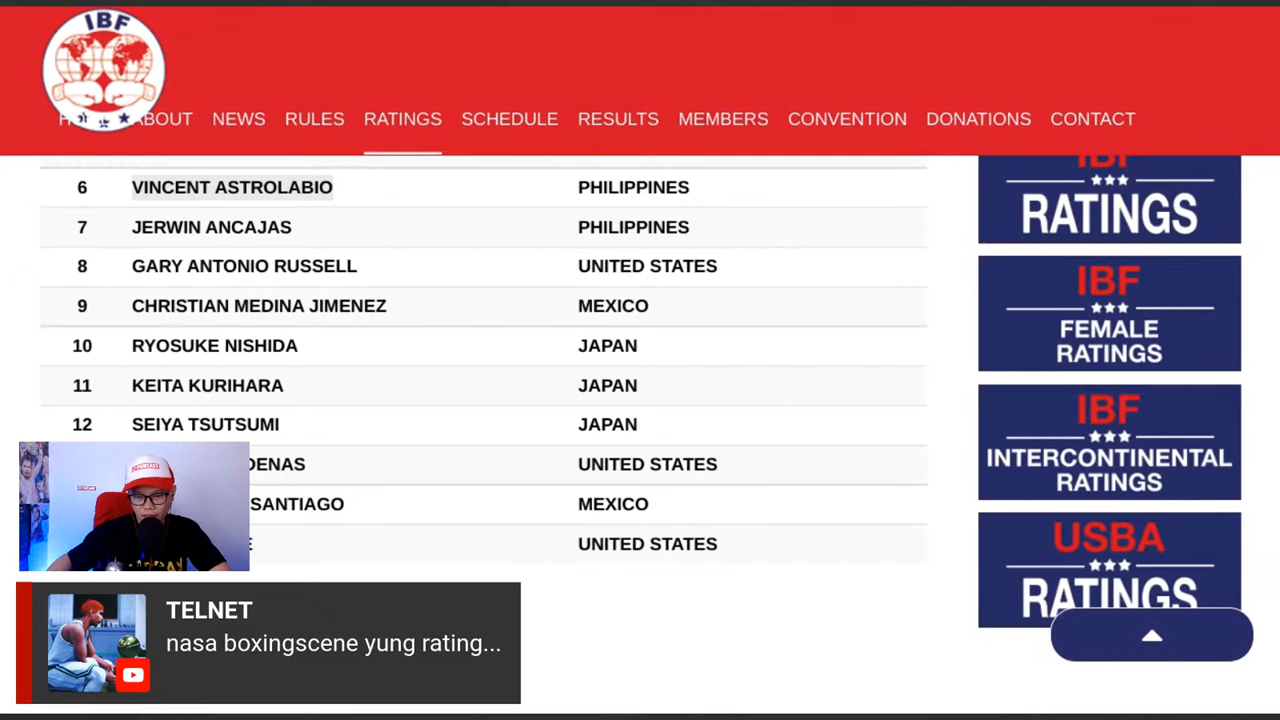 IBF
ABOUT NEWS RULES RATINGS SCHEDULE RESULTS MEMBERS CONVENTION DONATIONS CONTACT
6 VINCENT ASTROLABIO PHILIPPINES
7 JERWIN ANCAJAS PHILIPPINES
8 GARY ANTONIO RUSSELL UNITED STATES
9 CHRISTIAN MEDINA JIMENEZ MEXICO
10 RYOSUKE NISHIDA JAPAN
11 KEITA KURIHARA JAPAN
12 SEIYA TSUTSUMI JAPAN
DENAS UNITED STATES
SANTIAGO MEXICO
UNITED STATES
IBF
RATINGS
IBF
FEMALE
RATINGS
IBF
INTERCONTINENTAL
RATINGS
USBA
RATINGS
TELNET
nasa boxingscene yung rating...